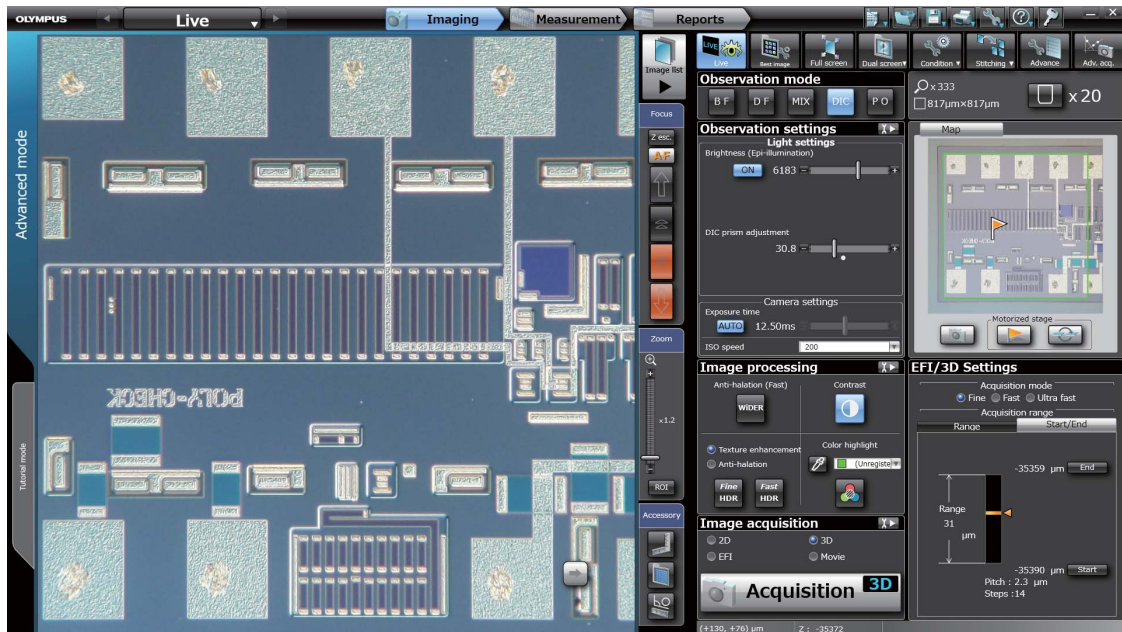 OLYMPUS
Live
Imaging
Measurement
Reports
Advanced mode
Tutorial mode
POLY-CHECK
Image list
Focus
Z esc.
AF
Zoom
×1.2
ROI
Accessory
LIVE
Live
Best image
Full screen
Dual screen
Condition
Stitching
Advance
Adv. acq.
Observation mode
BF
DF
MIX
DIC
PO
Observation settings
Light settings
Brightness (Epi-illumination)
ON 6183 − +
DIC prism adjustment
30.8 − +
Camera settings
Exposure time
AUTO 12.50ms
ISO speed 200
Image processing
Anti-halation (Fast) Contrast
WiDER
Texture enhancement
Anti-halation
Color highlight
(Unregiste
Fine HDR
Fast HDR
Image acquisition
2D 3D
EFI Movie
Acquisition 3D
(+130, +76) μm Z : -35372
x 333
817μm×817μm
x 20
Map
Motorized stage
EFI/3D Settings
Acquisition mode
Fine Fast Ultra fast
Acquisition range
Range Start/End
-35359 μm End
Range
31
μm
-35390 μm Start
Pitch : 2.3 μm
Steps :14